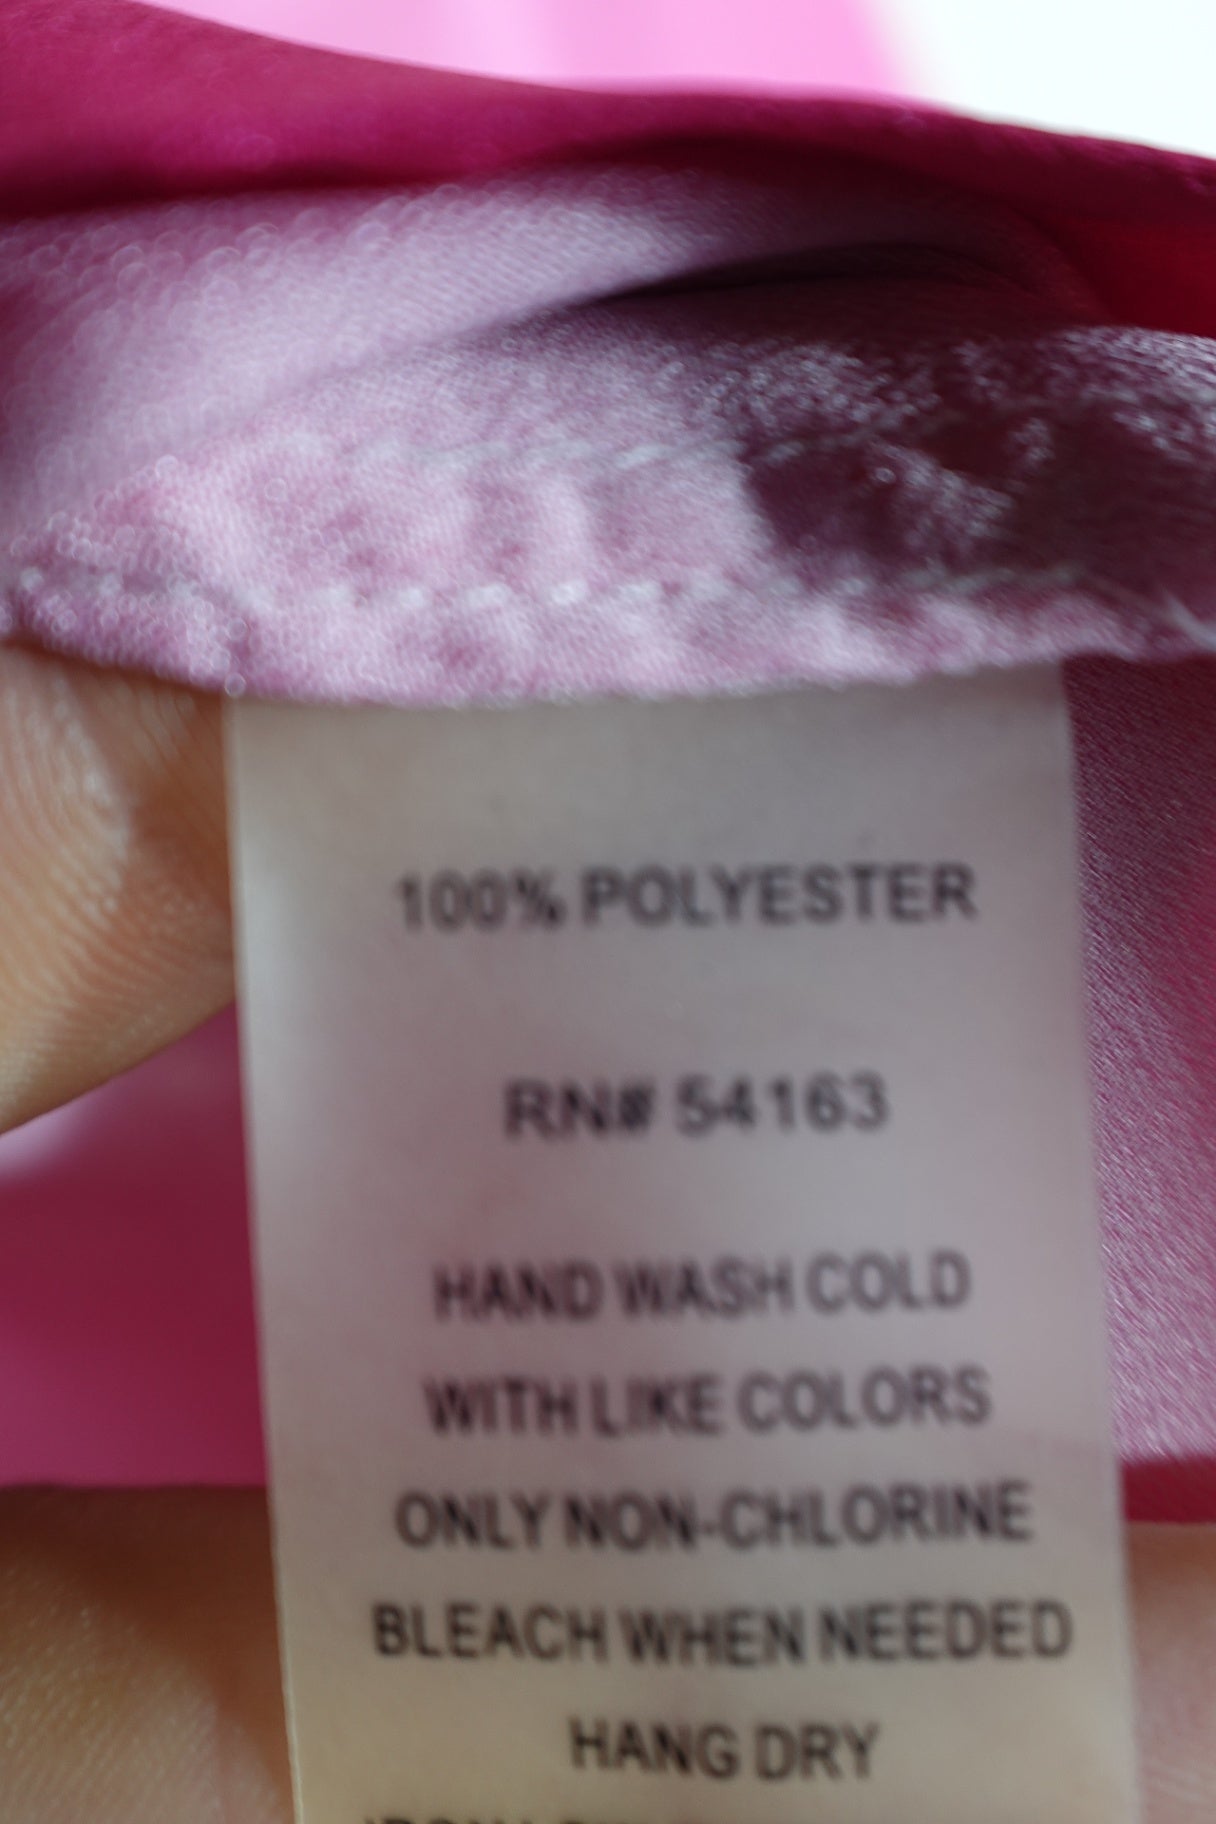 100% POLYESTER
RN# 54163
HAND WASH COLD
WITH LIKE COLORS
ONLY NON-CHLORINE
BLEACH WHEN NEEDED
HANG DRY